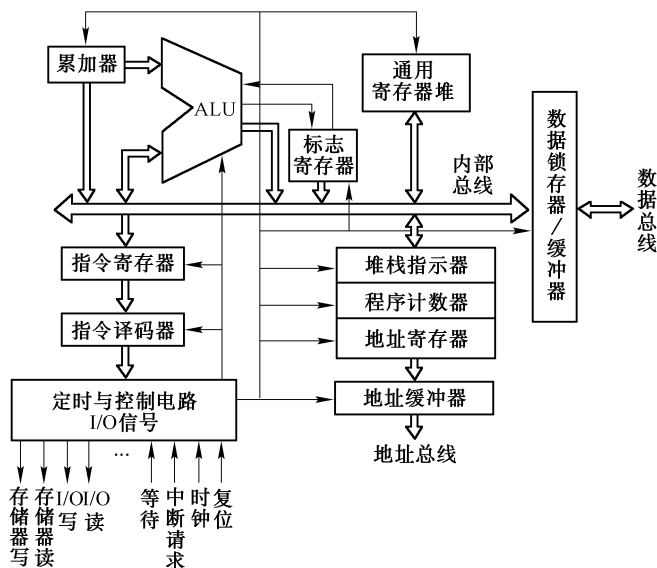 累加器
ALU
通用
寄存器堆
标志
寄存器
内部
总线
数据锁存器/缓冲器
数据总线
指令寄存器
堆栈指示器
程序计数器
指令译码器
地址寄存器
定时与控制电路
I/O信号
地址缓冲器
地址总线
...
存储器写
存储器读
I/O写
I/O读
等待
中断请求
时钟
复位